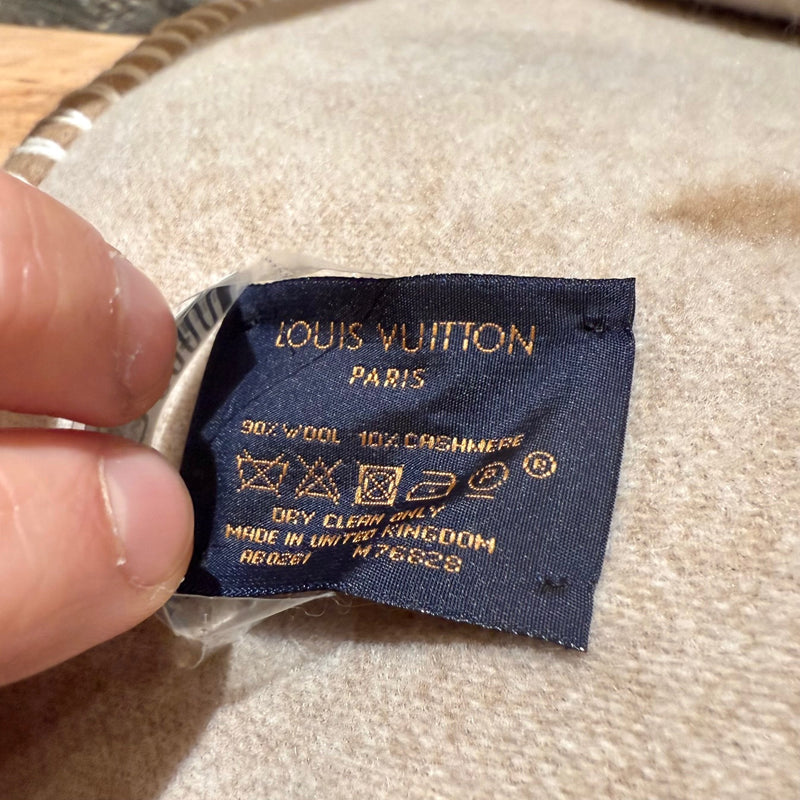 LOUIS VUITTON
PARIS
90% WOOL 10% CASHMERE
P R
DRY CLEAN ONLY
MADE IN UNITED KINGDOM
AB0261 M76828